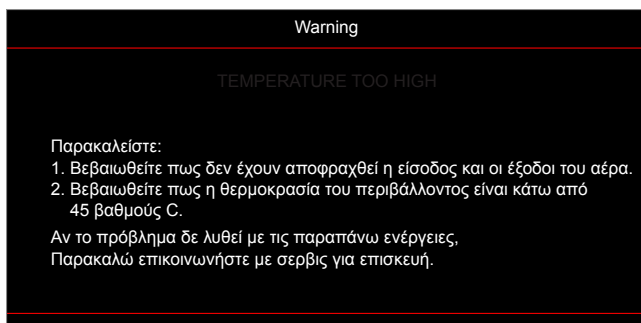 Warning
TEMPERATURE TOO HIGH
Παρακαλείστε:
1. Βεβαιωθείτε πως δεν έχουν αποφραχθεί η είσοδος και οι έξοδοι του αέρα.
2. Βεβαιωθείτε πως η θερμοκρασία του περιβάλλοντος είναι κάτω από
45 βαθμούς C.
Αν το πρόβλημα δε λυθεί με τις παραπάνω ενέργειες,
Παρακαλώ επικοινωνήστε με σερβις για επισκευή.